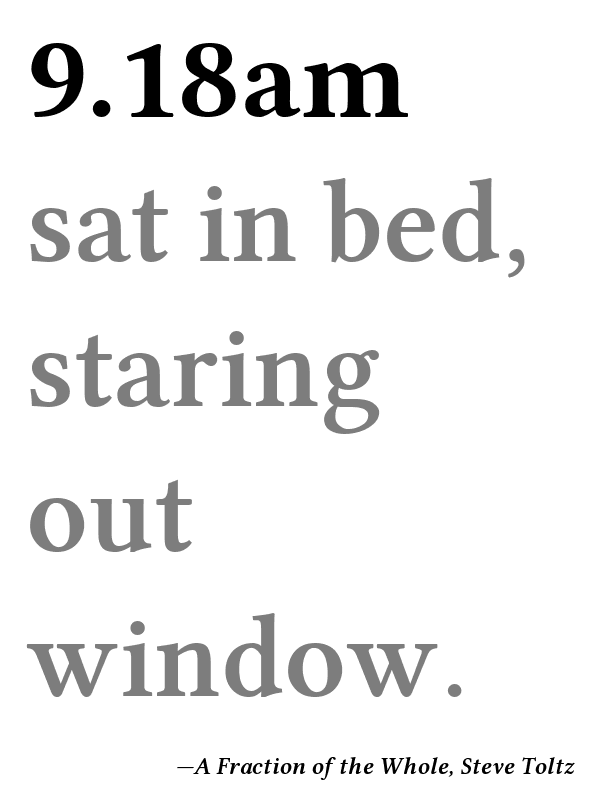 9.18am
sat in bed,
staring
out
window.
—A Fraction of the Whole, Steve Toltz